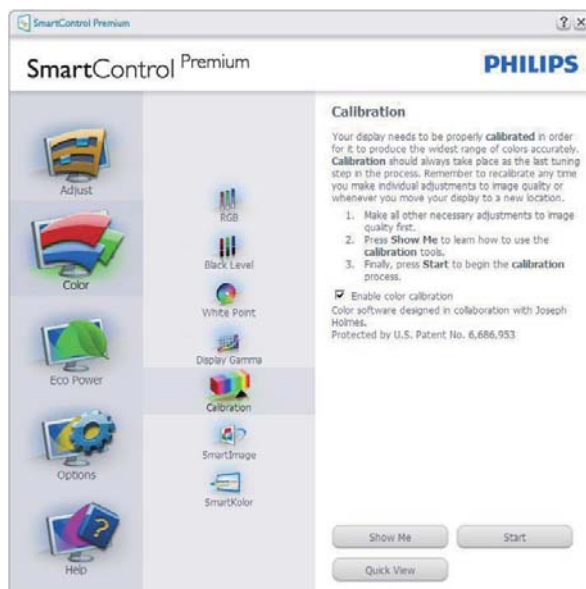 SmartControl Premium
SmartControl Premium
PHILIPS
Adjust
Color
Eco Power
Options
Help
RGB
Black Level
White Point
Display Gamma
Calibration
SmartImage
SmartKolor
Calibration
Your display needs to be properly calibrated in order
for it to produce the widest range of colors accurately.
Calibration should always take place as the last tuning
step in the process. Remember to recalibrate any time
you make individual adjustments to image quality or
whenever you move your display to a new location.
1. Make all other necessary adjustments to image
quality first.
2. Press Show Me to learn how to use the
calibration tools.
3. Finally, press Start to begin the calibration
process.
Enable color calibration
Color software designed in collaboration with Joseph
Holmes.
Protected by U.S. Patent No. 6,686,953
Show Me
Start
Quick View